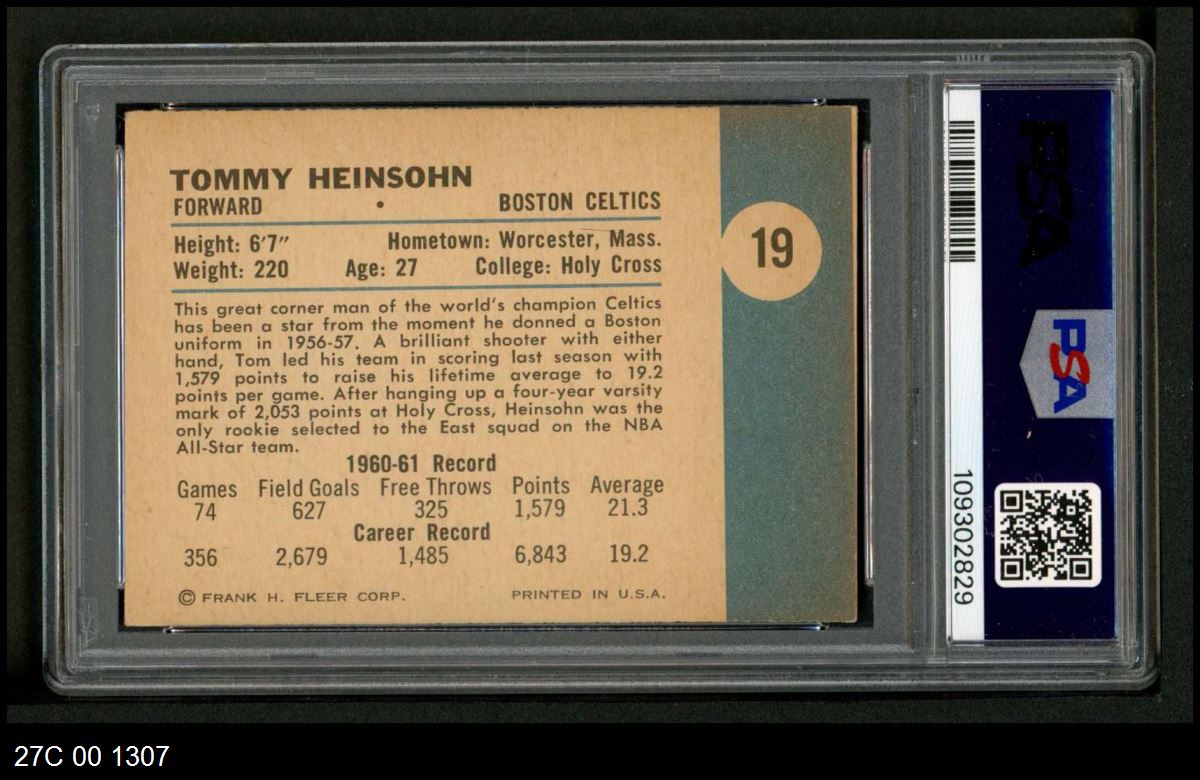 TOMMY HEINSOHN
FORWARD • BOSTON CELTICS
Height: 6'7" Hometown: Worcester, Mass.
Weight: 220 Age: 27 College: Holy Cross
19
This great corner man of the world's champion Celtics
has been a star from the moment he donned a Boston
uniform in 1956-57. A brilliant shooter with either
hand, Tom led his team in scoring last season with
1,579 points to raise his lifetime average to 19.2
points per game. After hanging up a four-year varsity
mark of 2,053 points at Holy Cross, Heinsohn was the
only rookie selected to the East squad on the NBA
All-Star team.
1960-61 Record
Games Field Goals Free Throws Points Average
74 627 325 1,579 21.3
Career Record
356 2,679 1,485 6,843 19.2
© FRANK H. FLEER CORP. PRINTED IN U.S.A.
PSA
PSA
109302829
PSA
27C 00 1307